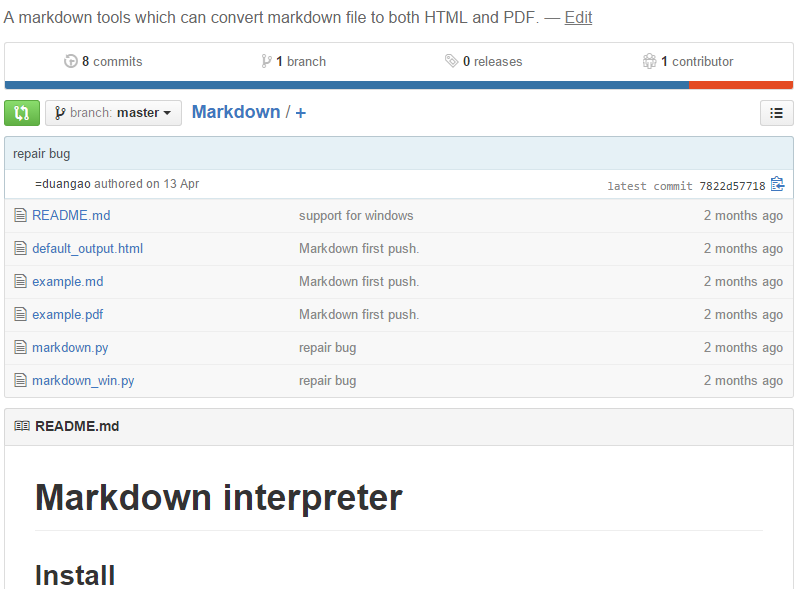 A markdown tools which can convert markdown file to both HTML and PDF. — Edit
8 commits 1 branch 0 releases 1 contributor
branch: master Markdown / +
repair bug
=duangao authored on 13 Apr latest commit 7822d57718
README.md support for windows 2 months ago
default_output.html Markdown first push. 2 months ago
example.md Markdown first push. 2 months ago
example.pdf Markdown first push. 2 months ago
markdown.py repair bug 2 months ago
markdown_win.py repair bug 2 months ago
README.md
Markdown interpreter
Install